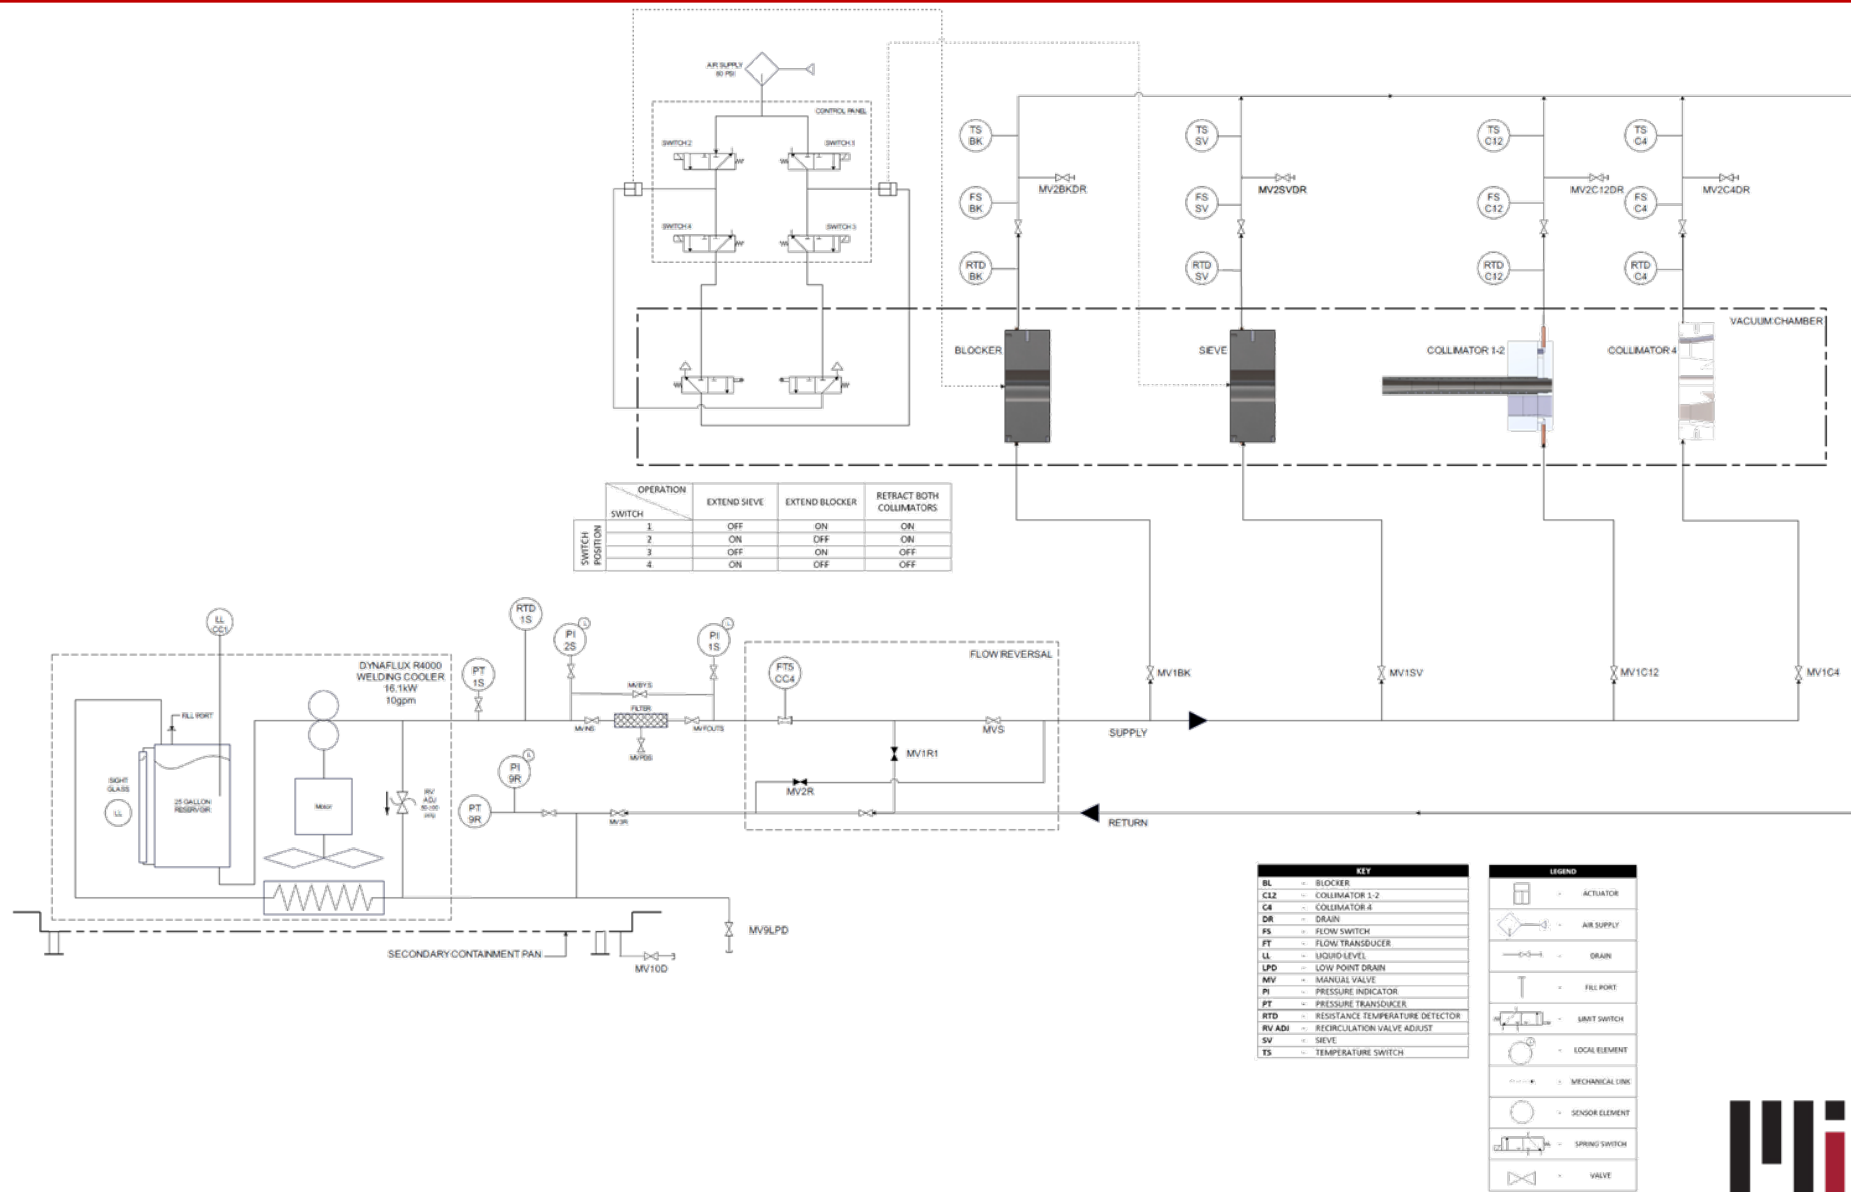 AIR SUPPLY
80 PSI
CONTROL PANEL
SWITCH 2
SWITCH 1
SWITCH 4
SWITCH 3
TS
BK
TS
SV
TS
C12
TS
C4
MV2BKDR
MV2SVDR
MV2C12DR
MV2C4DR
FS
BK
FS
SV
FS
C12
FS
C4
RTD
BK
RTD
SV
RTD
C12
RTD
C4
VACUUM CHAMBER
BLOCKER
SIEVE
COLLIMATOR 1-2
COLLIMATOR 4
OPERATION
SWITCH
EXTEND SIEVE
EXTEND BLOCKER
RETRACT BOTH
COLLIMATORS
SWITCH
POSITION
1 OFF ON ON
2 ON OFF ON
3 OFF ON OFF
4 ON OFF OFF
LL
CC1
RTD
1S
PI
2S
PI
1S
DYNAFLUX R4000
WELDING COOLER
16.1kW
10gpm
PT
1S
FLOW REVERSAL
FT5
CC4
MV1BK
MV1SV
MV1C12
MV1C4
MVBYS
FILTER
FILL PORT
MVINS
MVFOUTS
MVS
SUPPLY
MVPDS
MV1R1
PI
9R
MV2R
SIGHT
GLASS
LL
25 GALLON
RESERVOIR
Motor
RV
ADJ
PT
9R
MV3R
RETURN
MV9LPD
SECONDARY CONTAINMENT PAN
MV10D
KEY
BL - BLOCKER
C12 - COLLIMATOR 1-2
C4 - COLLIMATOR 4
DR - DRAIN
FS - FLOW SWITCH
FT - FLOW TRANSDUCER
LL - LIQUID LEVEL
LPD - LOW POINT DRAIN
MV - MANUAL VALVE
PI - PRESSURE INDICATOR
PT - PRESSURE TRANSDUCER
RTD - RESISTANCE TEMPERATURE DETECTOR
RV ADJ - RECIRCULATION VALVE ADJUST
SV - SIEVE
TS - TEMPERATURE SWITCH
LEGEND
- ACTUATOR
- AIR SUPPLY
- DRAIN
- FILL PORT
- LIMIT SWITCH
- LOCAL ELEMENT
- MECHANICAL LINK
- SENSOR ELEMENT
- SPRING SWITCH
- VALVE